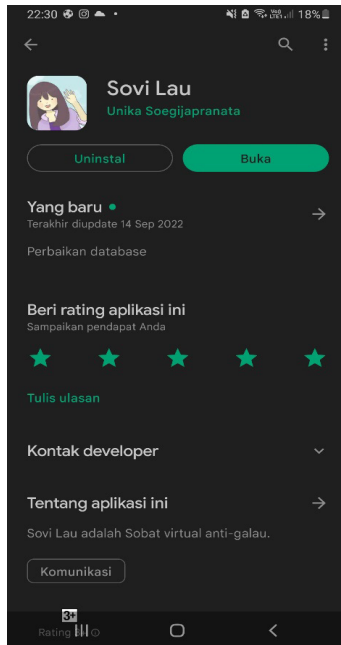 22:30
18%
Sovi Lau
Unika Soegijapranata
Uninstal
Buka
Yang baru
Terakhir diupdate 14 Sep 2022
Perbaikan database
Beri rating aplikasi ini
Sampaikan pendapat Anda
Tulis ulasan
Kontak developer
Tentang aplikasi ini
Sovi Lau adalah Sobat virtual anti-galau.
Komunikasi
3+
Rating